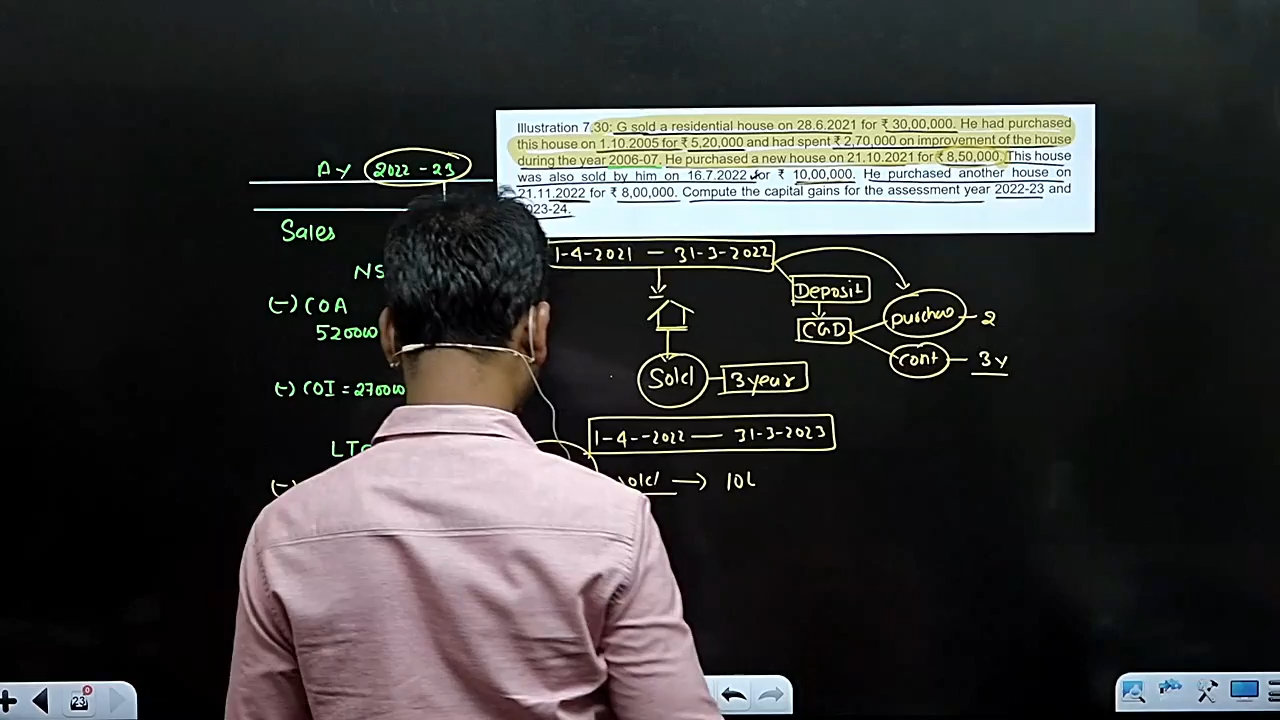 Illustration 7.30: G sold a residential house on 28.6.2021 for ₹ 30,00,000. He had purchased
this house on 1.10.2005 for ₹ 5,20,000 and had spent ₹ 2,70,000 on improvement of the house
during the year 2006-07. He purchased a new house on 21.10.2021 for ₹ 8,50,000. This house
was also sold by him on 16.7.2022 for ₹ 10,00,000. He purchased another house on
21.11.2022 for ₹ 8,00,000. Compute the capital gains for the assessment year 2022-23 and
023-24.
A-Y 2022-23
Sales
NS
(-) COA
520000
(-) COI = 270000
(-)
1-4-2021 — 31-3-2022
Deposit
CGD
purchase - 2
cont - 3y
Sold - 3 year
1-4-2022 — 31-3-2023
→ 10L
23
0